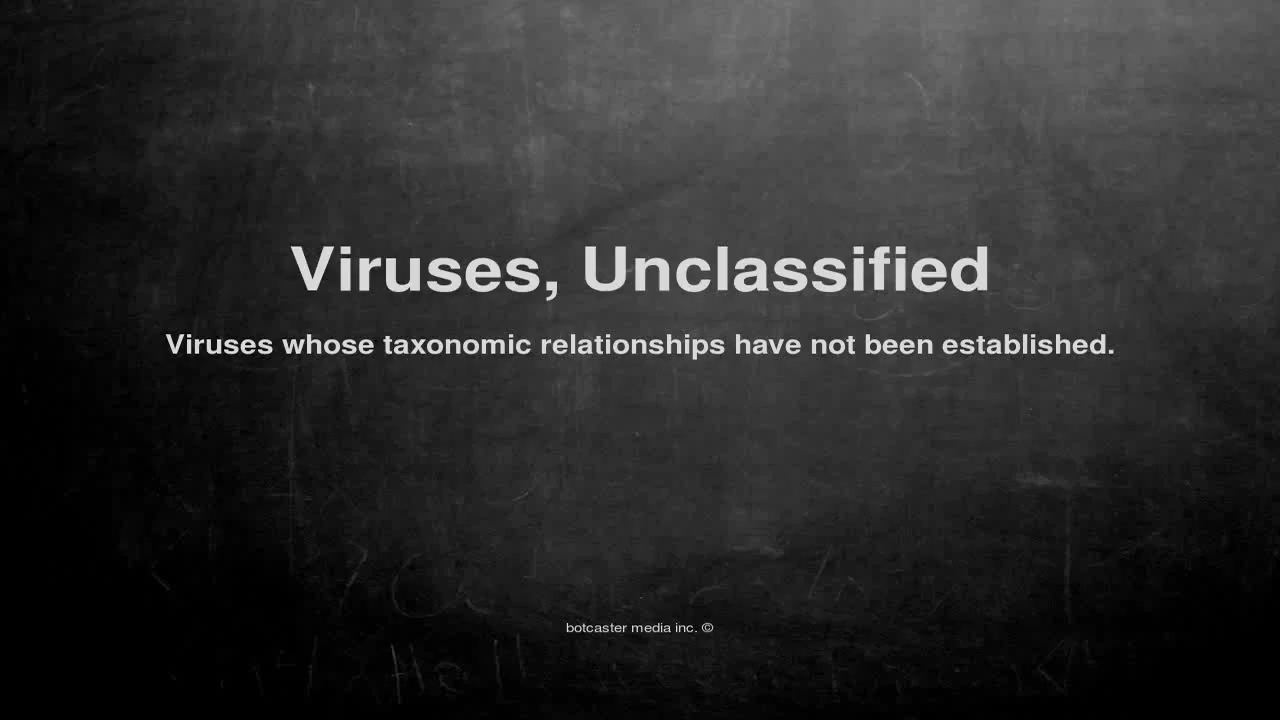 Viruses, Unclassified
Viruses whose taxonomic relationships have not been established.
botcaster media inc. ©